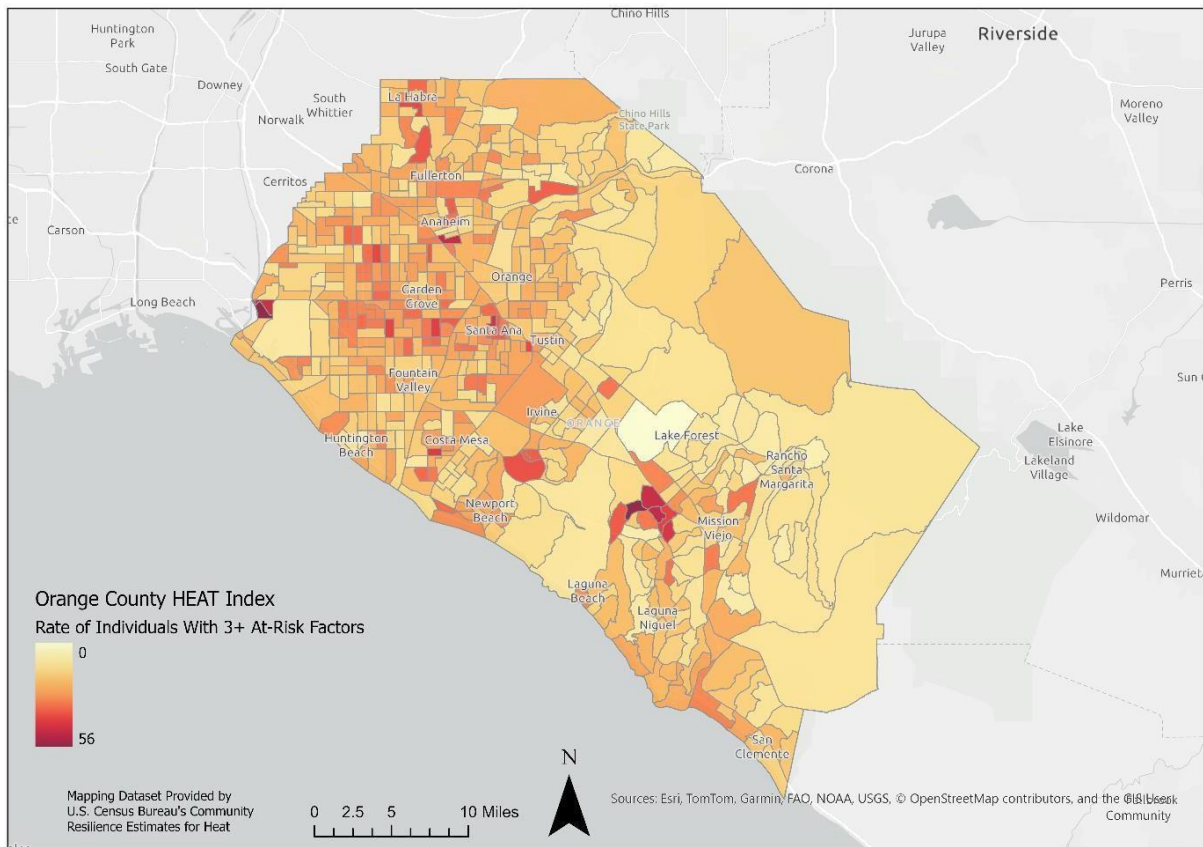 Huntington
Park
South Gate
Downey
South
Whittier
Norwalk
Cerritos
Carson
Long Beach
Chino Hills
Riverside
Jurupa
Valley
Moreno
Valley
Corona
Perris
Sun C
Lake
Elsinore
Lakeland
Village
Wildomar
Murrieta
La Habra
Chino Hills
State Park
Fullerton
Anaheim
Orange
Garden
Grove
Santa Ana
Tustin
Fountain
Valley
Irvine
ORANGE
Lake Forest
Huntington
Beach
Costa Mesa
Rancho
Santa
Margarita
Newport
Beach
Mission
Viejo
Laguna
Beach
Laguna
Niguel
San
Clemente
Orange County HEAT Index
Rate of Individuals With 3+ At-Risk Factors
0
56
Mapping Dataset Provided by
U.S. Census Bureau's Community
Resilience Estimates for Heat
0 2.5 5 10 Miles
N
Sources: Esri, TomTom, Garmin, FAO, NOAA, USGS, © OpenStreetMap contributors, and the GIS User
Community